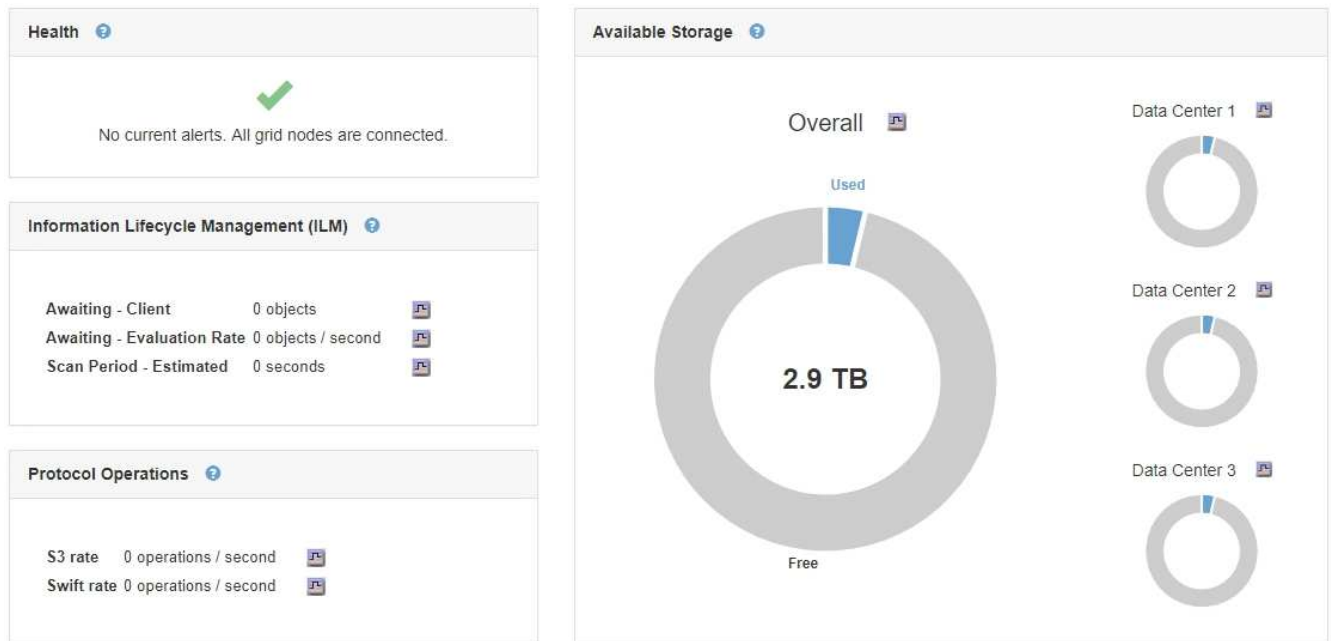 Health
No current alerts. All grid nodes are connected.
Information Lifecycle Management (ILM)
Awaiting - Client 0 objects
Awaiting - Evaluation Rate 0 objects / second
Scan Period - Estimated 0 seconds
Protocol Operations
S3 rate 0 operations / second
Swift rate 0 operations / second
Available Storage
Overall
Used
2.9 TB
Free
Data Center 1
Data Center 2
Data Center 3